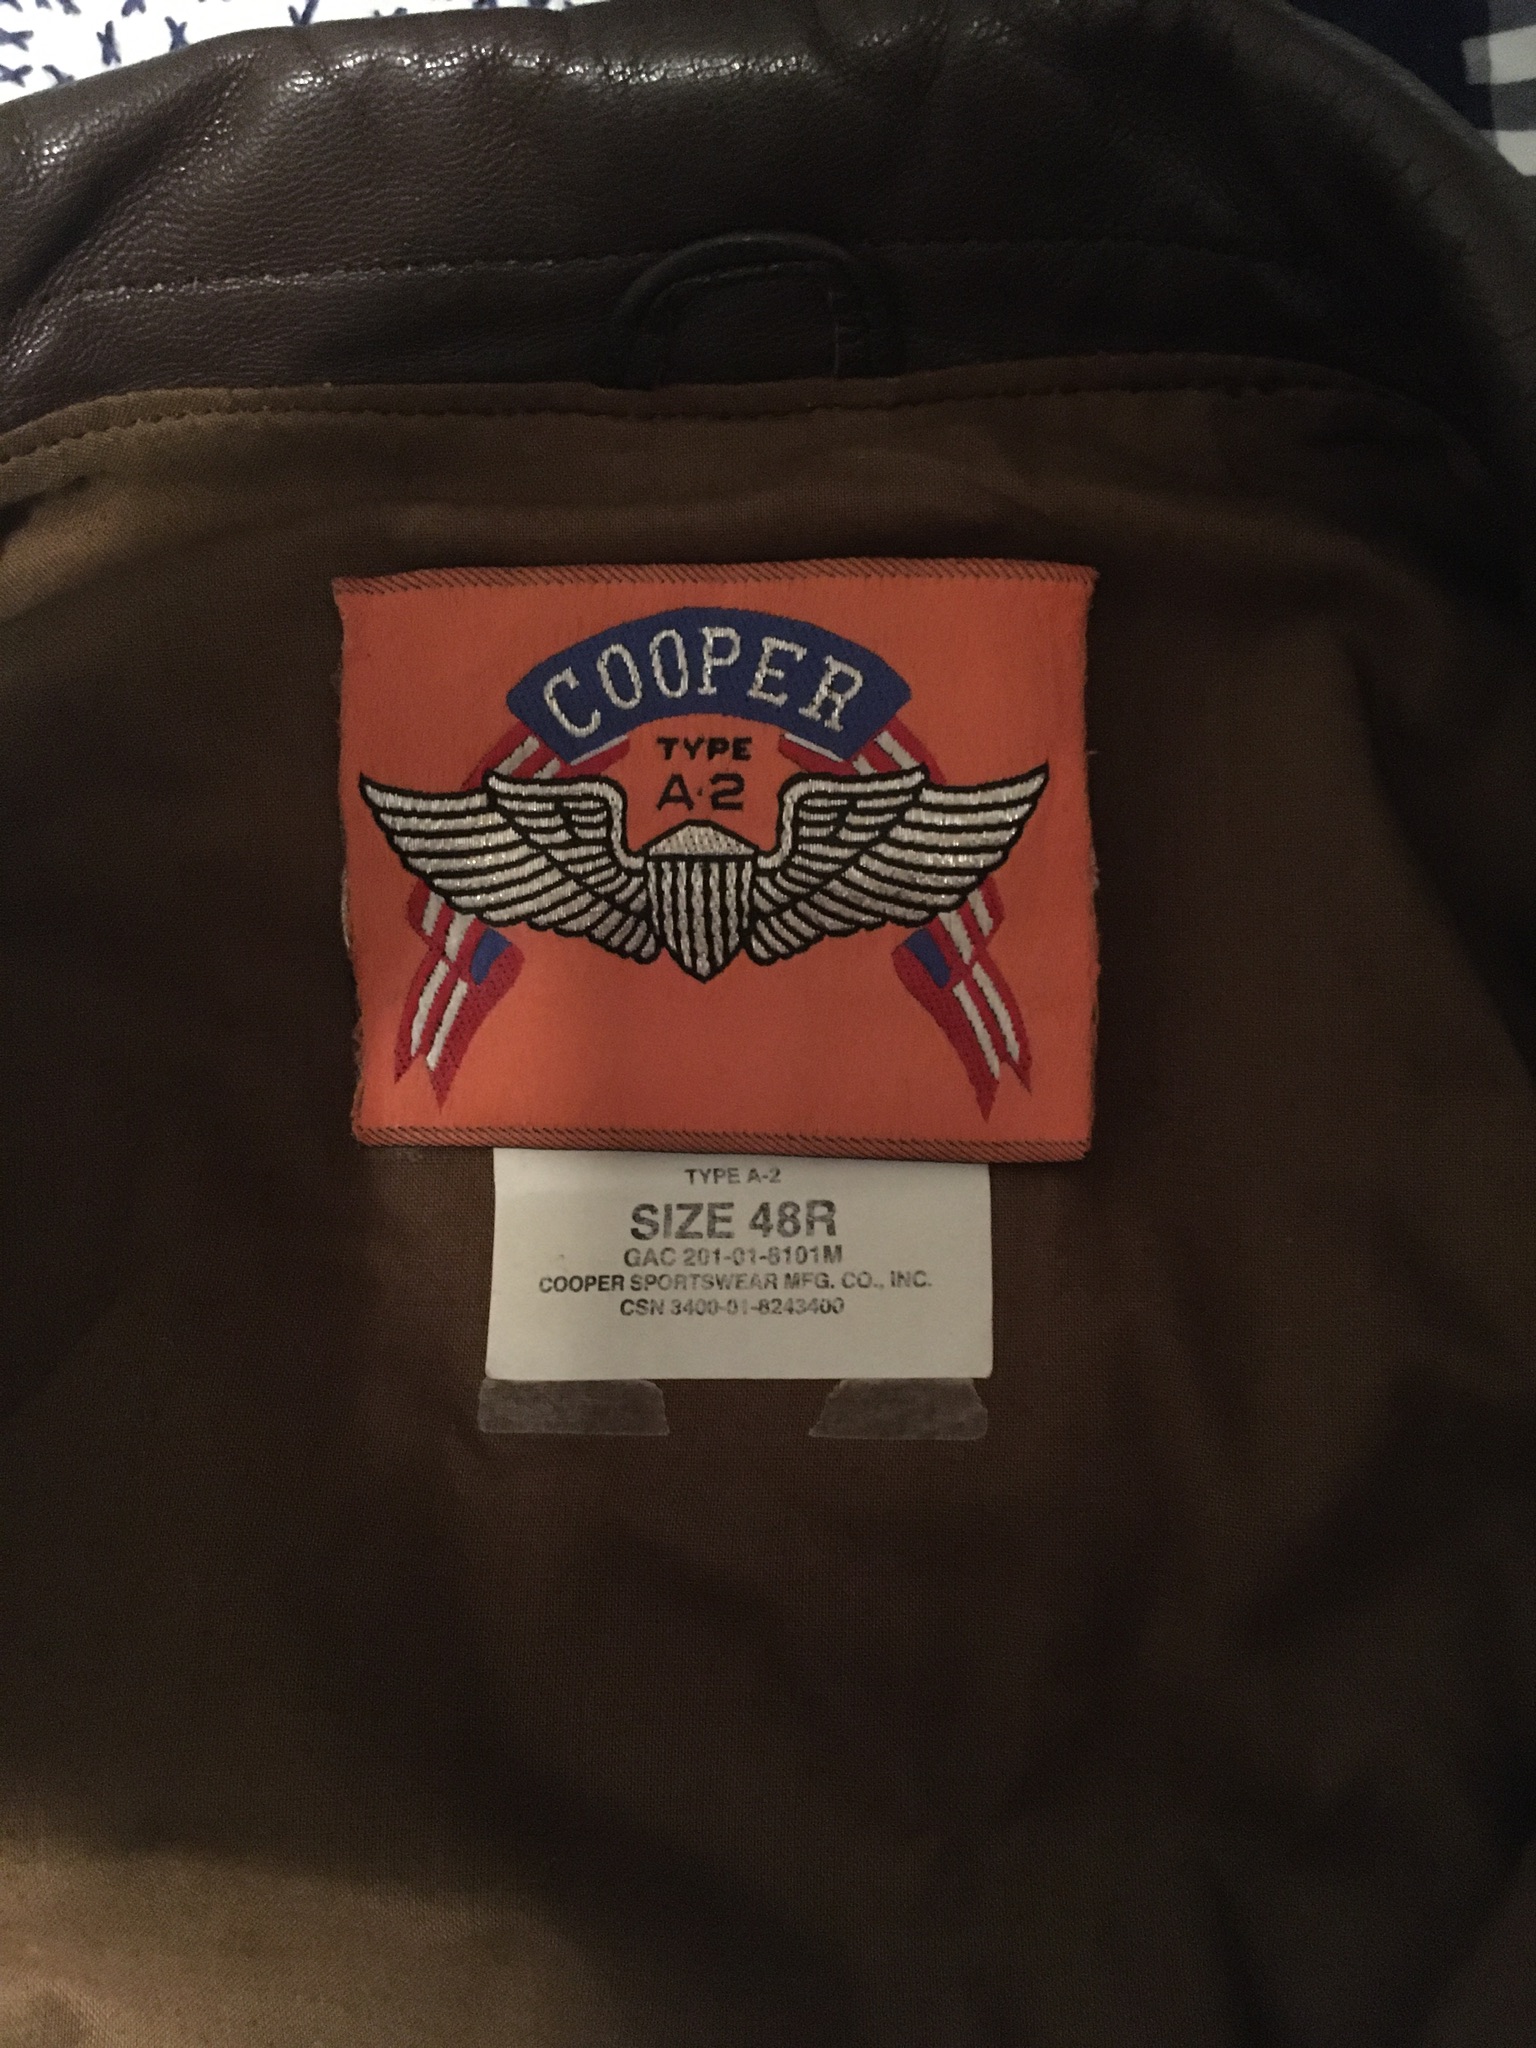 COOPER
TYPE
A-2
TYPE A-2
SIZE 48R
GAC 201-01-8101M
COOPER SPORTSWEAR MFG. CO., INC.
CSN 3400-01-8243400